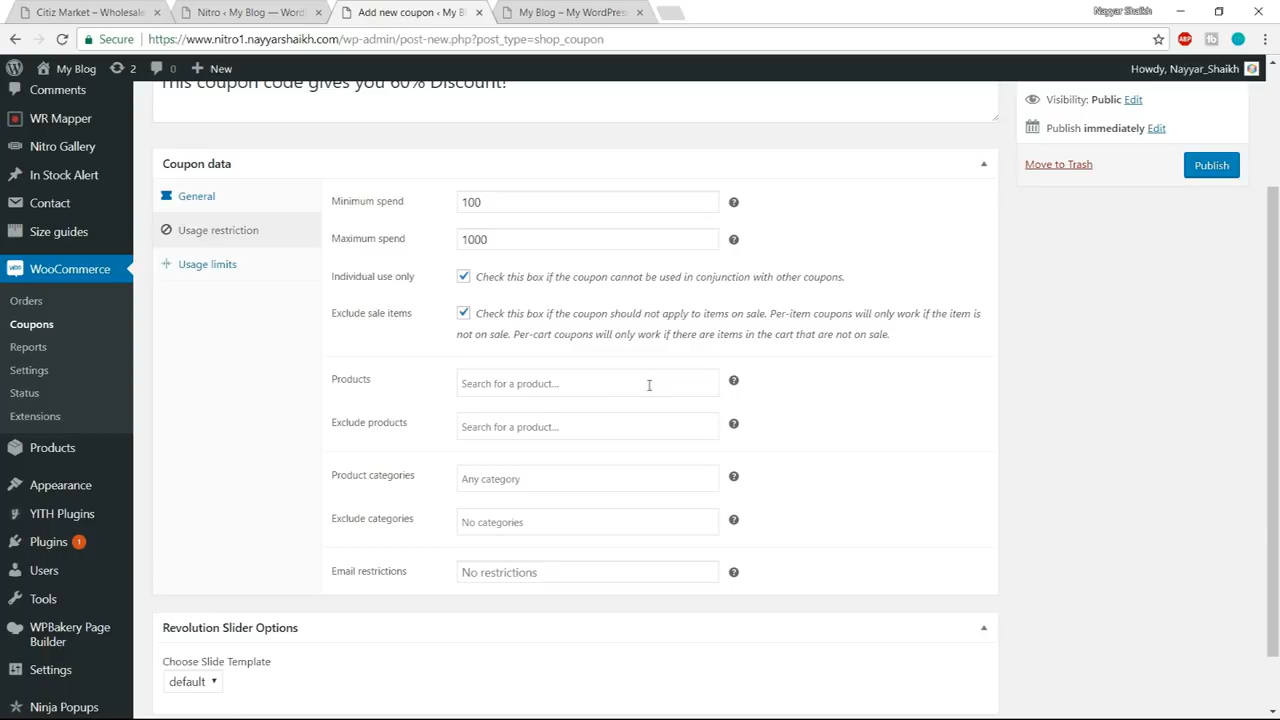 Citiz Market – Wholesale
Nitro ‹ My Blog — Word
Add new coupon ‹ My Bl
My Blog – My WordPress
Nayyar Shaikh
Secure
https://www.nitro1.nayyarshaikh.com/wp-admin/post-new.php?post_type=shop_coupon
ABP
My Blog
2
0
New
Howdy, Nayyar_Shaikh
Comments
WR Mapper
Nitro Gallery
In Stock Alert
Contact
Size guides
WooCommerce
Orders
Coupons
Reports
Settings
Status
Extensions
Products
Appearance
YITH Plugins
Plugins 1
Users
Tools
WPBakery Page
Builder
Settings
Ninja Popups
This coupon code gives you 60% Discount!
Coupon data
General
Usage restriction
Usage limits
Minimum spend
100
Maximum spend
1000
Individual use only
Check this box if the coupon cannot be used in conjunction with other coupons.
Exclude sale items
Check this box if the coupon should not apply to items on sale. Per-item coupons will only work if the item is
not on sale. Per-cart coupons will only work if there are items in the cart that are not on sale.
Products
Search for a product...
Exclude products
Search for a product...
Product categories
Any category
Exclude categories
No categories
Email restrictions
No restrictions
Revolution Slider Options
Choose Slide Template
default
Visibility: Public Edit
Publish immediately Edit
Move to Trash
Publish